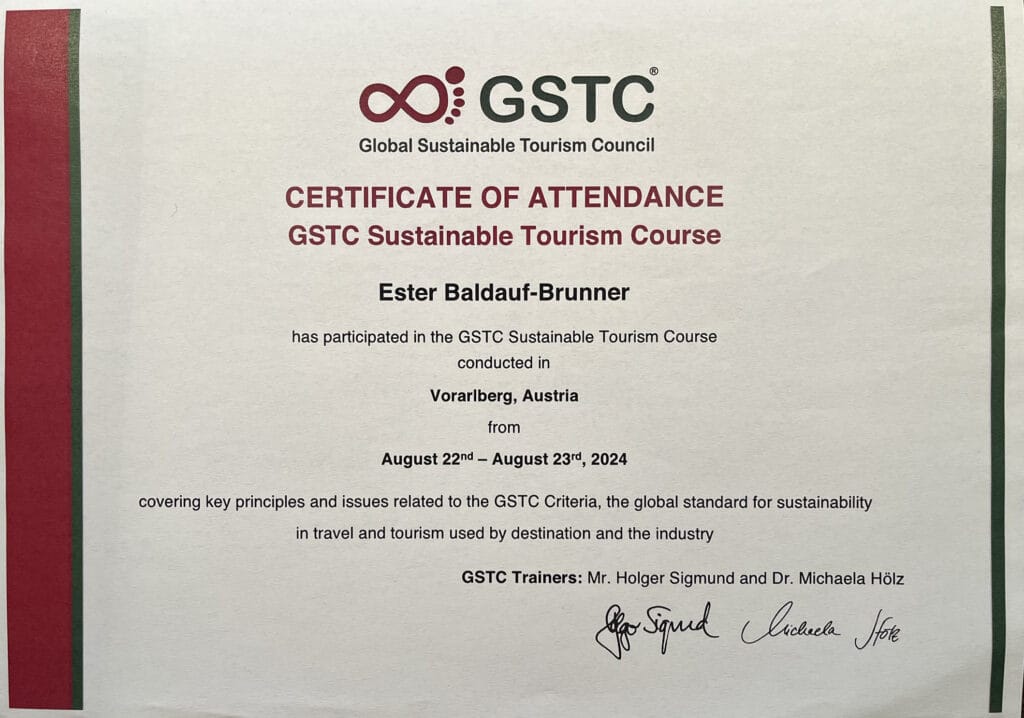 GSTC®
Global Sustainable Tourism Council
CERTIFICATE OF ATTENDANCE
GSTC Sustainable Tourism Course
Ester Baldauf-Brunner
has participated in the GSTC Sustainable Tourism Course
conducted in
Vorarlberg, Austria
from
August 22nd – August 23rd, 2024
covering key principles and issues related to the GSTC Criteria, the global standard for sustainability
in travel and tourism used by destination and the industry
GSTC Trainers: Mr. Holger Sigmund and Dr. Michaela Hölz
Michaela Hölz